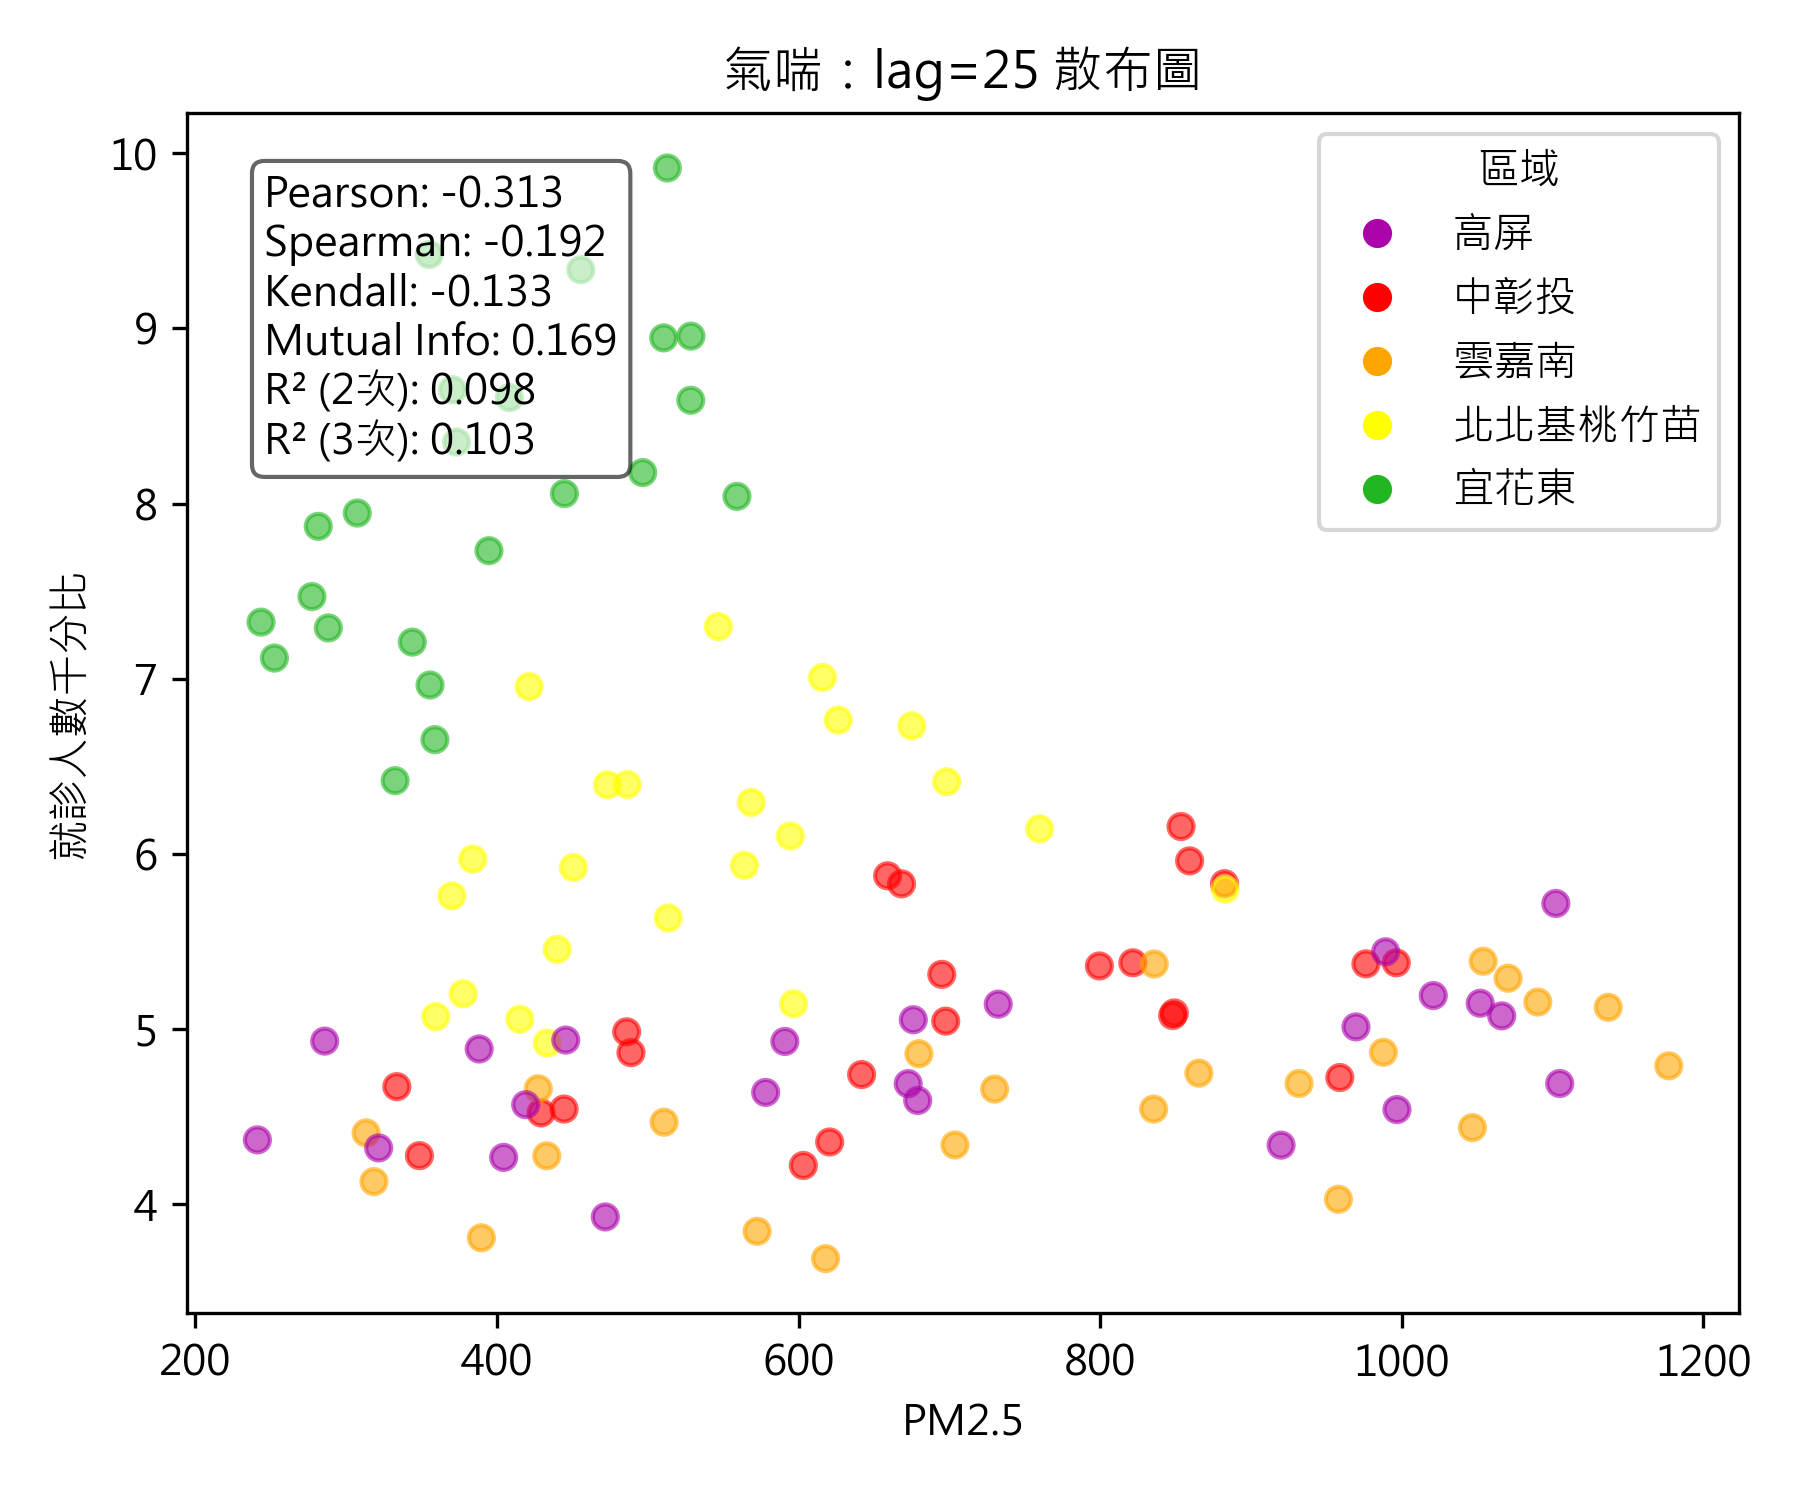 氣喘：lag=25 散布圖
Pearson: -0.313
Spearman: -0.192
Kendall: -0.133
Mutual Info: 0.169
R² (2次): 0.098
R² (3次): 0.103
區域
高屏
中彰投
雲嘉南
北北基桃竹苗
宜花東
就診人數千分比
10
9
8
7
6
5
4
200 400 600 800 1000 1200
PM2.5